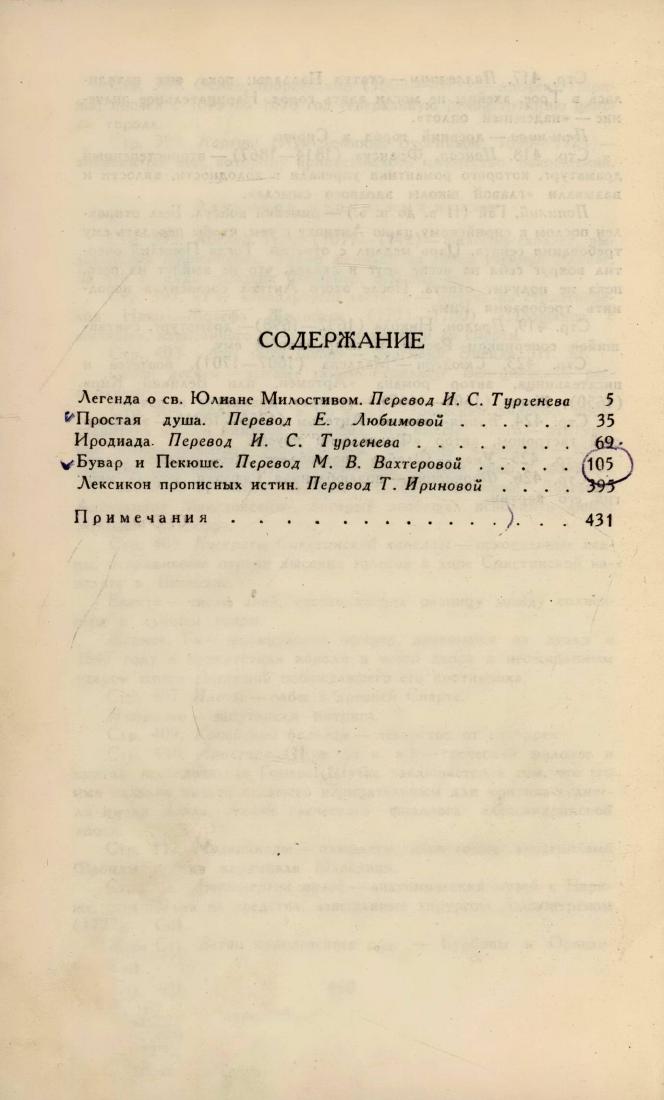 СОДЕРЖАНИЕ
Легенда о св. Юлиане Милостивом. Перевод И. С. Тургенева 5
Простая душа. Перевод Е. Любимовой . . . . . . 35
Иродиада. Перевод И. С. Тургенева . . . . . . . . 69
Бувар и Пекюше. Перевод М. В. Вахтеровой . . . . . 105
Лексикон прописных истин. Перевод Т. Ириновой . . . . 395
Примечания . . . . . . . . . . . . . . . 431